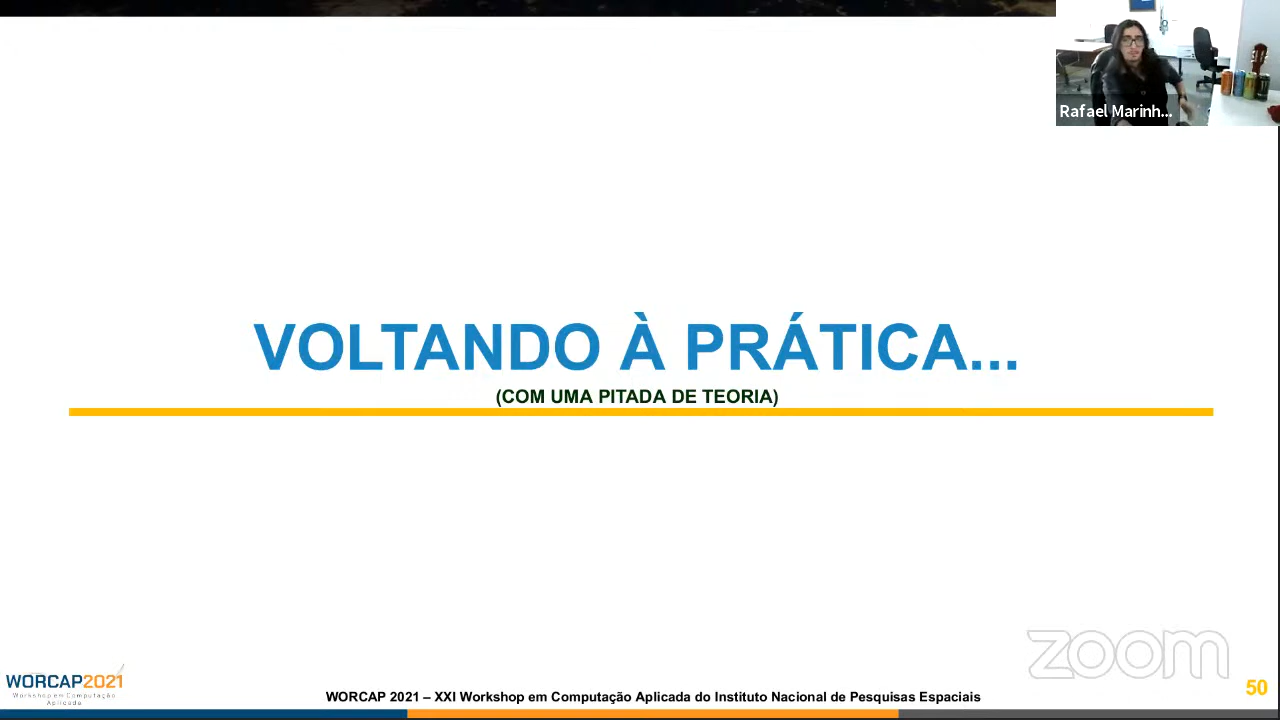 Rafael Marinh...
VOLTANDO À PRÁTICA...
(COM UMA PITADA DE TEORIA)
zoom
WORCAP2021
Workshop em Computação
Aplicada
WORCAP 2021 – XXI Workshop em Computação Aplicada do Instituto Nacional de Pesquisas Espaciais
50